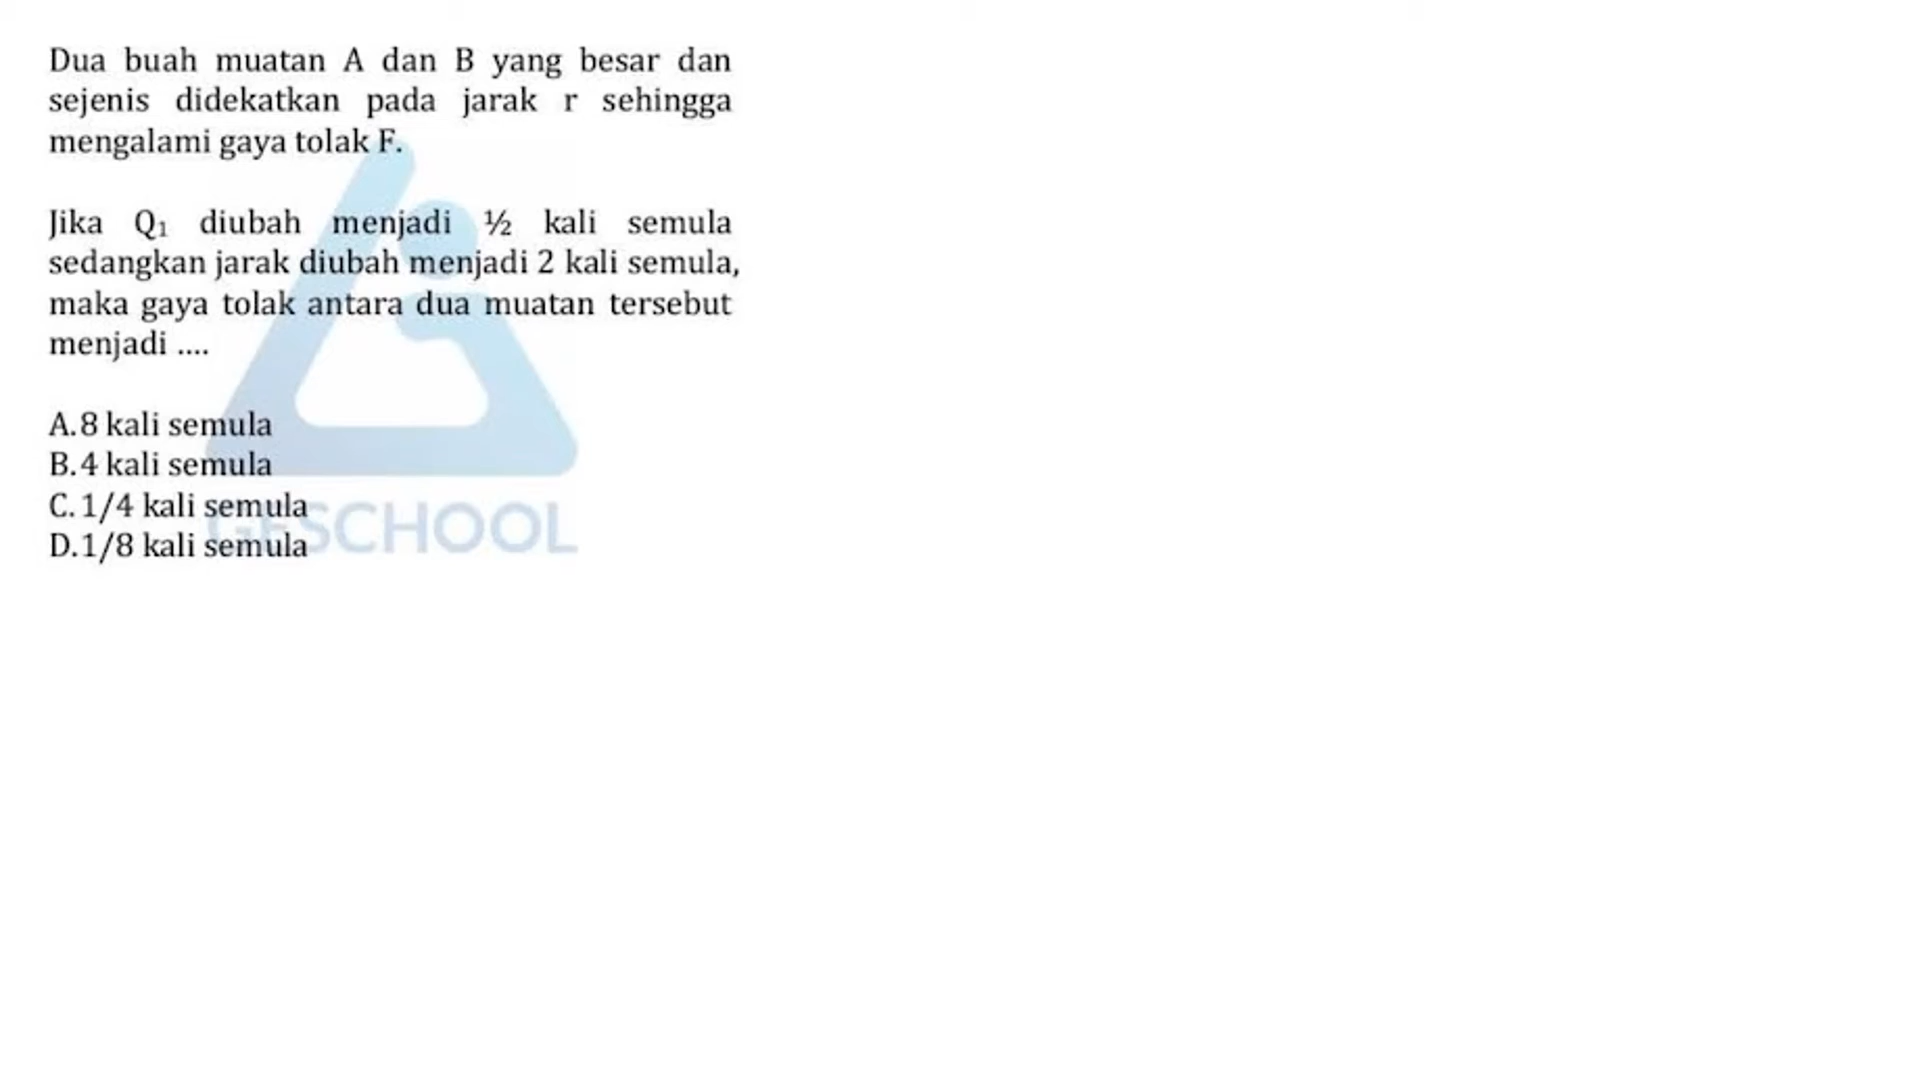 Dua buah muatan A dan B yang besar dan
sejenis didekatkan pada jarak r sehingga
mengalami gaya tolak F.
Jika Q₁ diubah menjadi ½ kali semula
sedangkan jarak diubah menjadi 2 kali semula,
maka gaya tolak antara dua muatan tersebut
menjadi ....
A.8 kali semula
B.4 kali semula
C.1/4 kali semula
D.1/8 kali semula
GESCHOOL